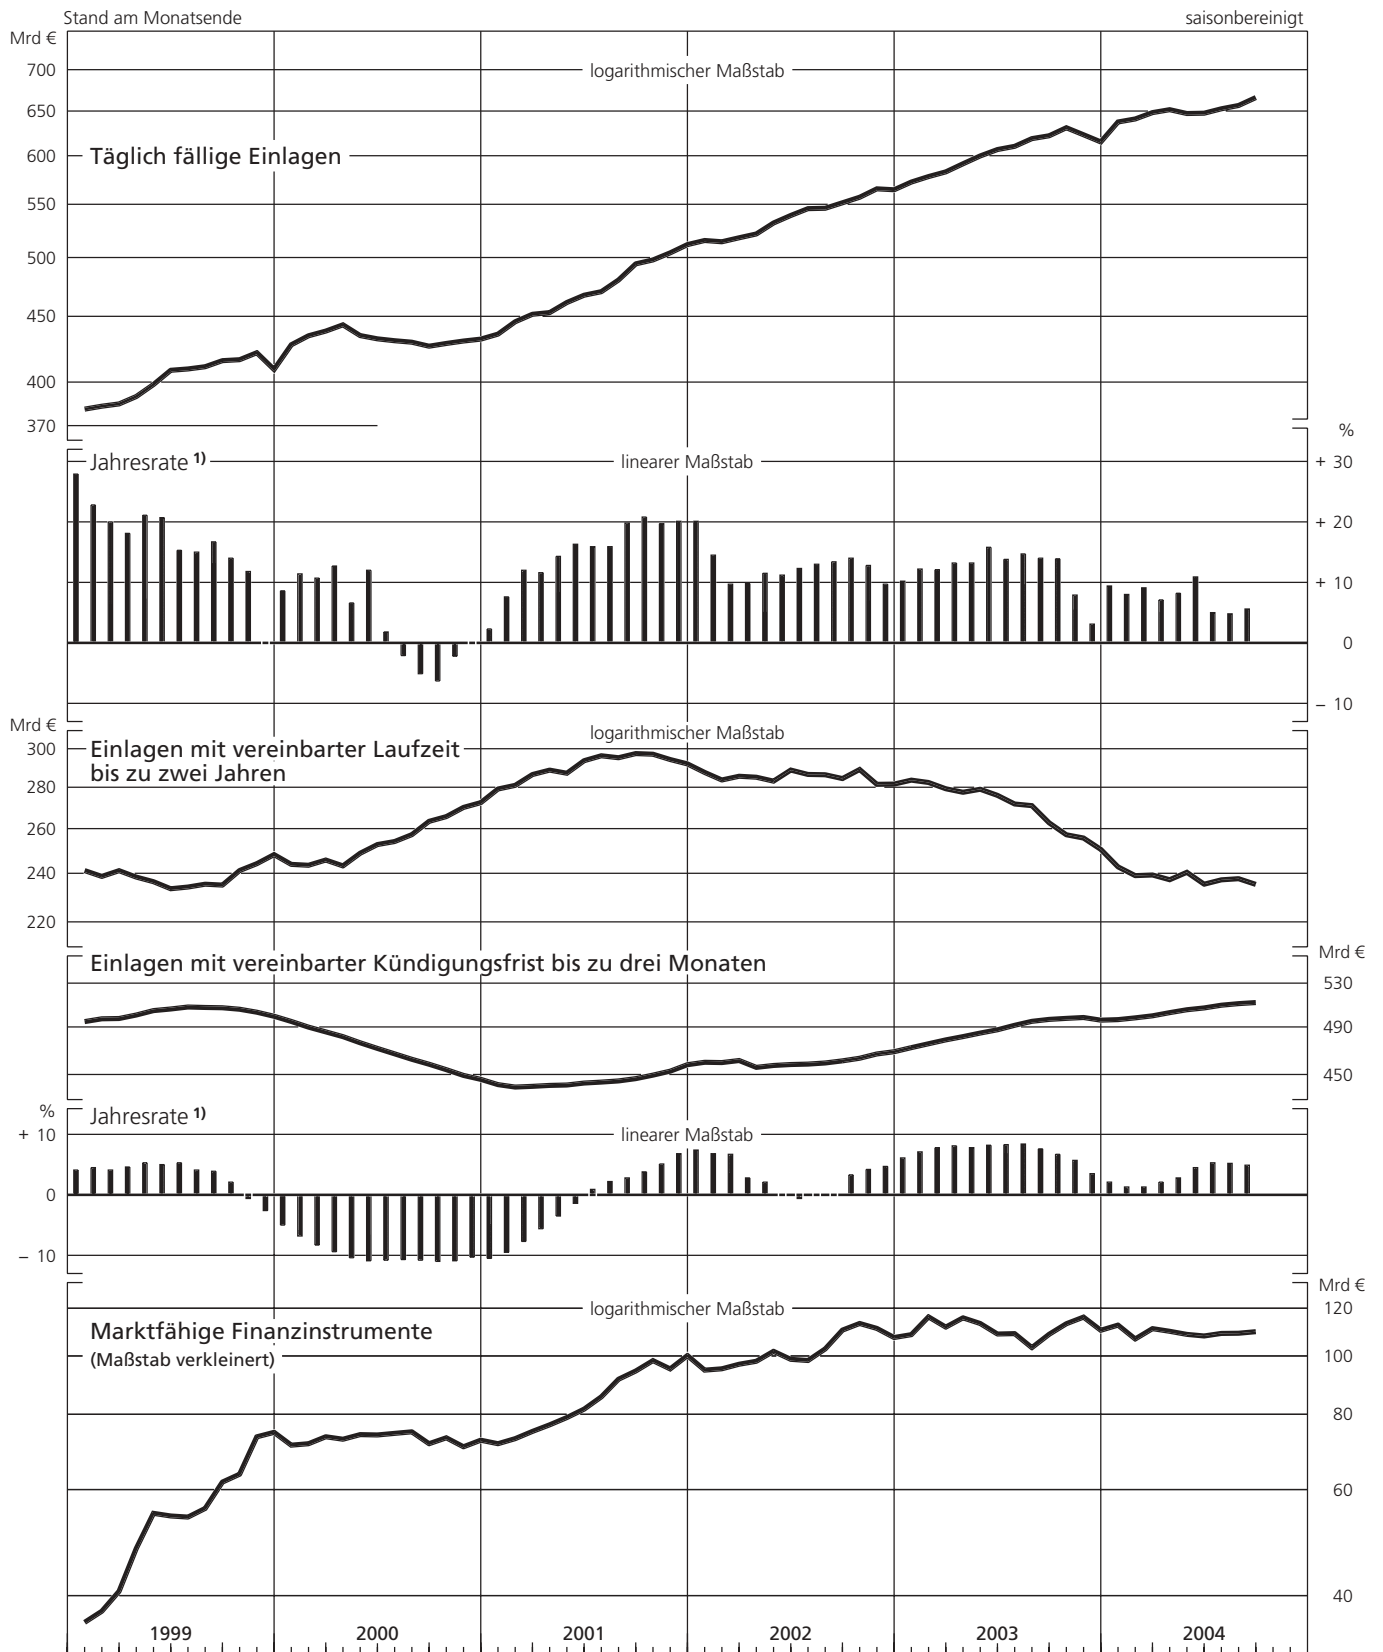 Stand am Monatsende saisonbereinigt
Mrd €
700 logarithmischer Maßstab
650
Täglich fällige Einlagen
600
550
500
450
400
370
%
Jahresrate 1) linearer Maßstab + 30
+ 20
+ 10
0
– 10
Mrd €
logarithmischer Maßstab
300
Einlagen mit vereinbarter Laufzeit
bis zu zwei Jahren
280
260
240
220
Mrd €
Einlagen mit vereinbarter Kündigungsfrist bis zu drei Monaten
530
490
450
%
Jahresrate 1)
+ 10 linearer Maßstab
0
– 10
Mrd €
logarithmischer Maßstab 120
Marktfähige Finanzinstrumente
(Maßstab verkleinert)
100
80
60
40
1999 2000 2001 2002 2003 2004